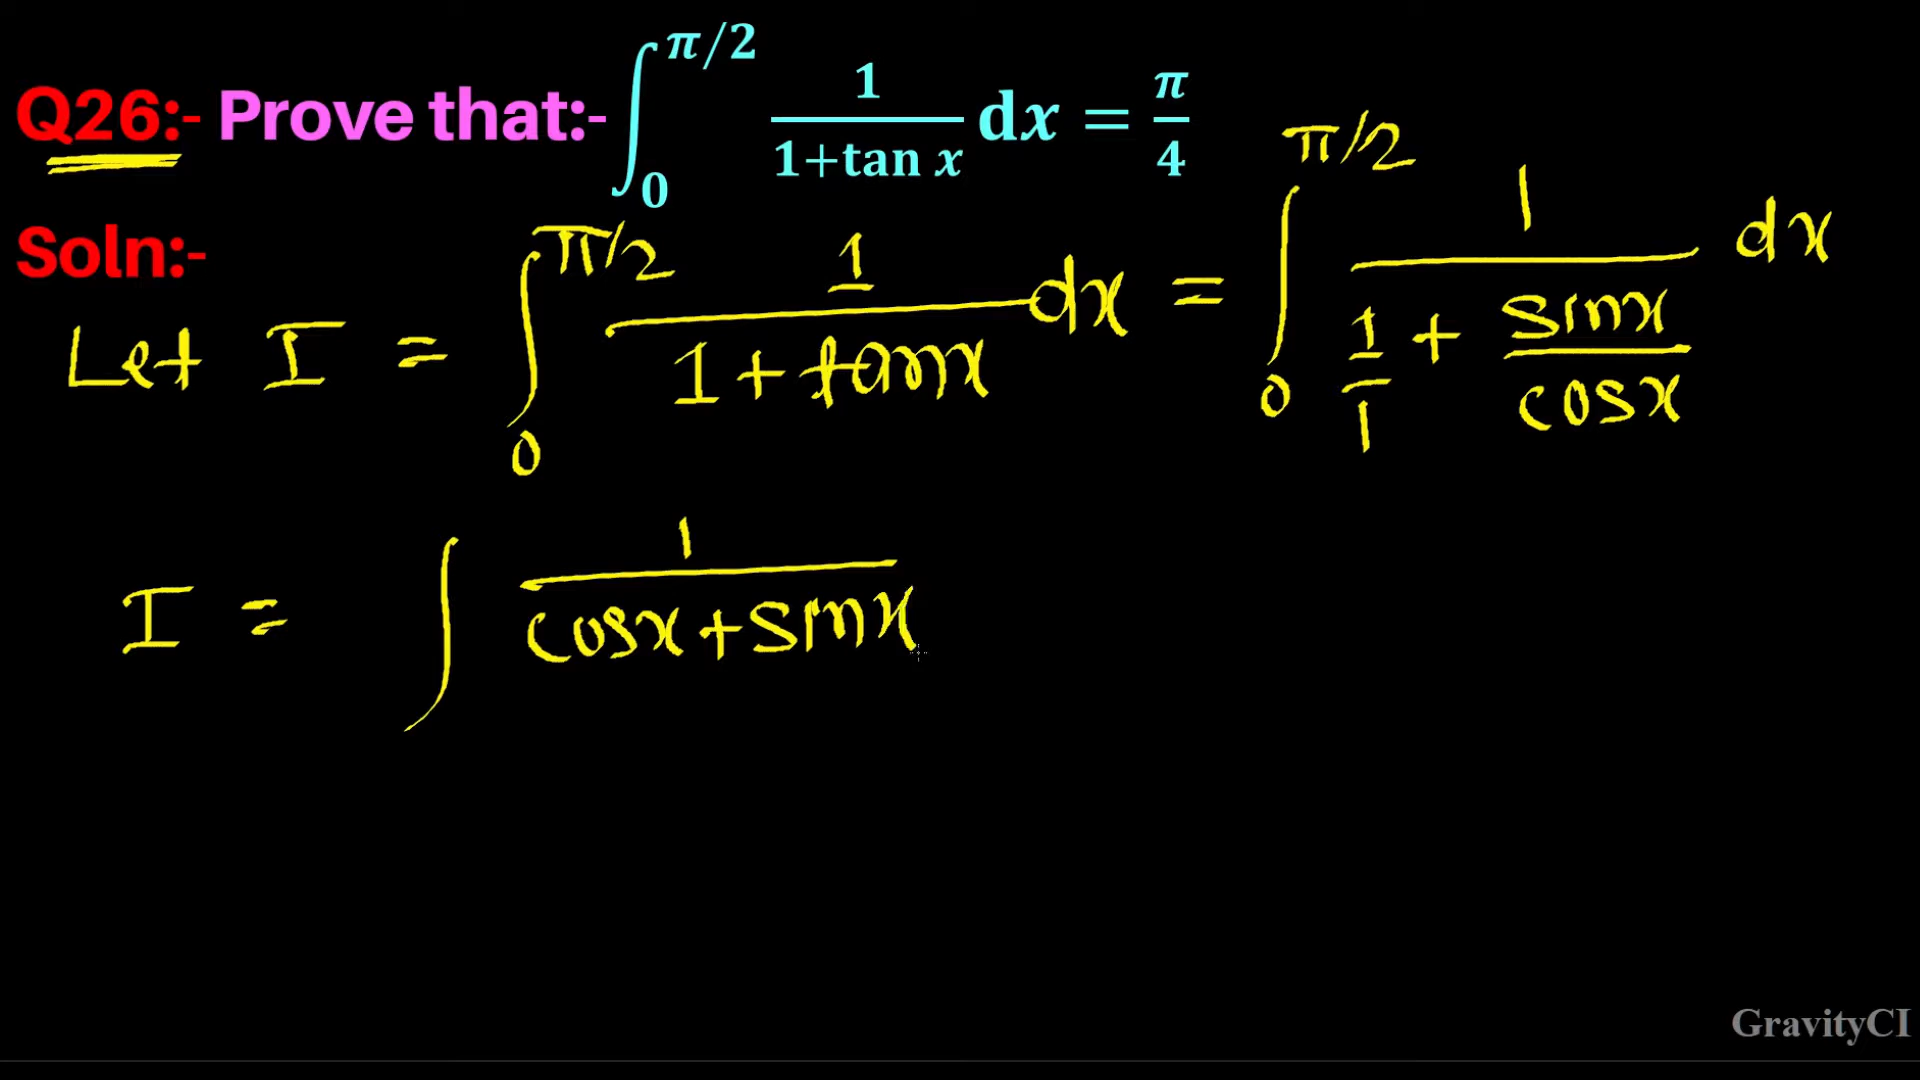 Q26:- Prove that:- ∫₀^π/2 1/(1+tan x) dx = π/4
Soln:-
Let I = ∫₀^π/2 1/(1+tanx) dx = ∫₀^π/2 1/(1/1 + sinx/cosx) dx
I = ∫ 1/(cosx+sinx)
GravityCI